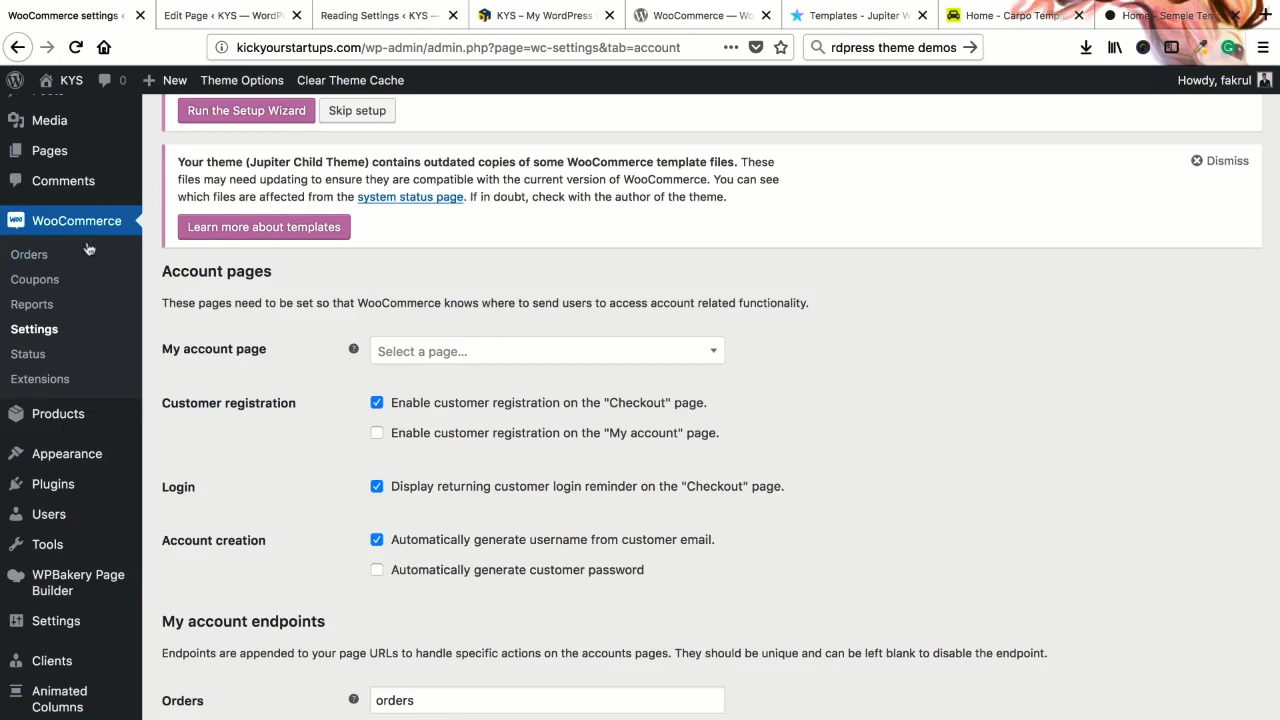 WooCommerce settings ‹
Edit Page ‹ KYS — WordP
Reading Settings ‹ KYS —
KYS – My WordPress
WooCommerce — Wo
Templates - Jupiter W
Home - Carpo Temp
Home - Semele Tem
kickyourstartups.com/wp-admin/admin.php?page=wc-settings&tab=account
rdpress theme demos
KYS
0
New
Theme Options
Clear Theme Cache
Howdy, fakrul
Posts
Media
Pages
Comments
WooCommerce
Orders
Coupons
Reports
Settings
Status
Extensions
Products
Appearance
Plugins
Users
Tools
WPBakery Page
Builder
Settings
Clients
Animated
Columns
Run the Setup Wizard
Skip setup
Your theme (Jupiter Child Theme) contains outdated copies of some WooCommerce template files. These
files may need updating to ensure they are compatible with the current version of WooCommerce. You can see
which files are affected from the system status page. If in doubt, check with the author of the theme.
Dismiss
Learn more about templates
Account pages
These pages need to be set so that WooCommerce knows where to send users to access account related functionality.
My account page
Select a page...
Customer registration
Enable customer registration on the "Checkout" page.
Enable customer registration on the "My account" page.
Login
Display returning customer login reminder on the "Checkout" page.
Account creation
Automatically generate username from customer email.
Automatically generate customer password
My account endpoints
Endpoints are appended to your page URLs to handle specific actions on the accounts pages. They should be unique and can be left blank to disable the endpoint.
Orders
orders